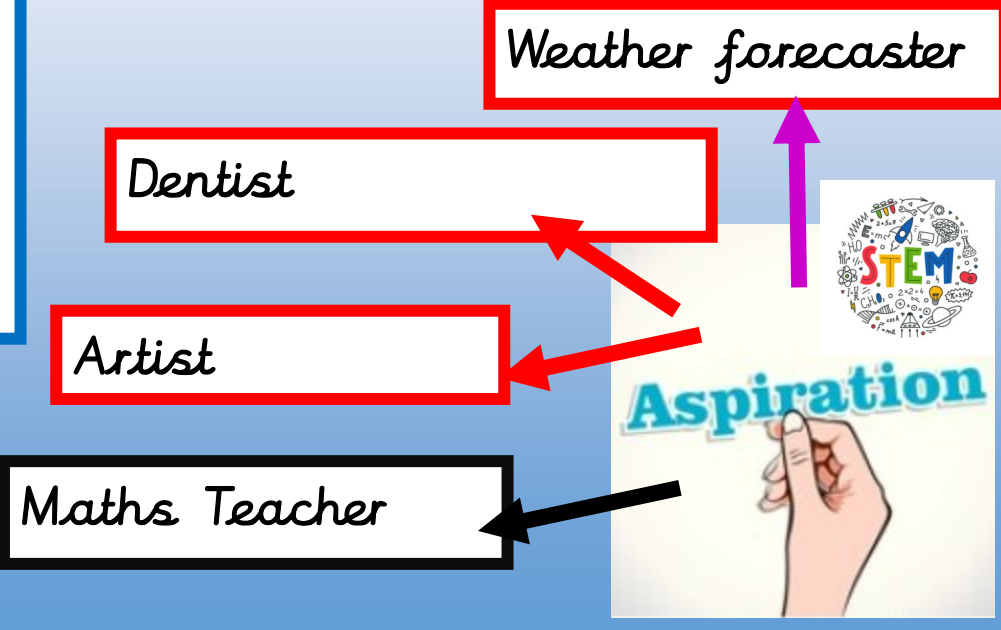 Weather forecaster
Dentist
STEM
Artist
Aspiration
Maths Teacher